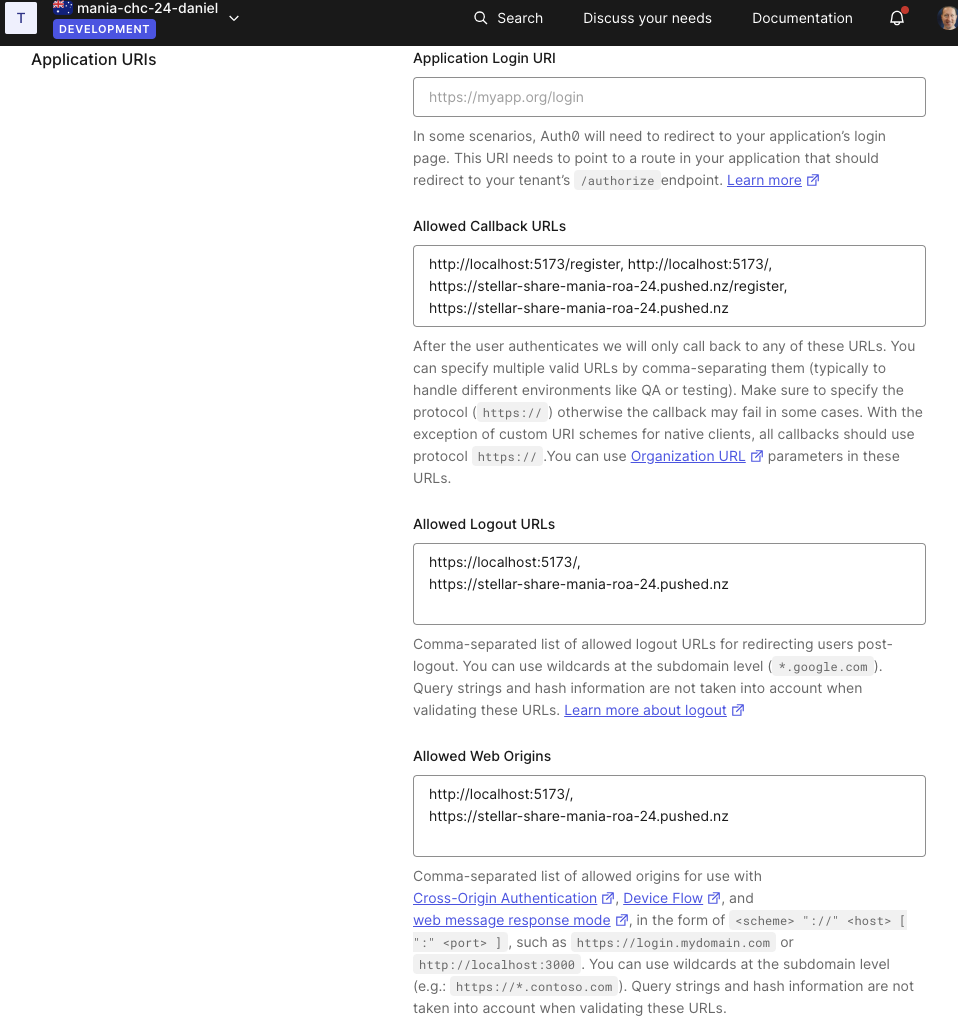 T
mania-chc-24-daniel
DEVELOPMENT
Search
Discuss your needs
Documentation
Application URIs
Application Login URI
https://myapp.org/login
In some scenarios, Auth0 will need to redirect to your application’s login
page. This URI needs to point to a route in your application that should
redirect to your tenant’s /authorize endpoint. Learn more
Allowed Callback URLs
http://localhost:5173/register, http://localhost:5173/,
https://stellar-share-mania-roa-24.pushed.nz/register,
https://stellar-share-mania-roa-24.pushed.nz
After the user authenticates we will only call back to any of these URLs. You
can specify multiple valid URLs by comma-separating them (typically to
handle different environments like QA or testing). Make sure to specify the
protocol ( https:// ) otherwise the callback may fail in some cases. With the
exception of custom URI schemes for native clients, all callbacks should use
protocol https:// .You can use Organization URL parameters in these
URLs.
Allowed Logout URLs
https://localhost:5173/,
https://stellar-share-mania-roa-24.pushed.nz
Comma-separated list of allowed logout URLs for redirecting users post-
logout. You can use wildcards at the subdomain level ( *.google.com ).
Query strings and hash information are not taken into account when
validating these URLs. Learn more about logout
Allowed Web Origins
http://localhost:5173/,
https://stellar-share-mania-roa-24.pushed.nz
Comma-separated list of allowed origins for use with
Cross-Origin Authentication , Device Flow , and
web message response mode , in the form of <scheme> "://" <host> [
":" <port> ] , such as https://login.mydomain.com or
http://localhost:3000 . You can use wildcards at the subdomain level
(e.g.: https://*.contoso.com ). Query strings and hash information are not
taken into account when validating these URLs.